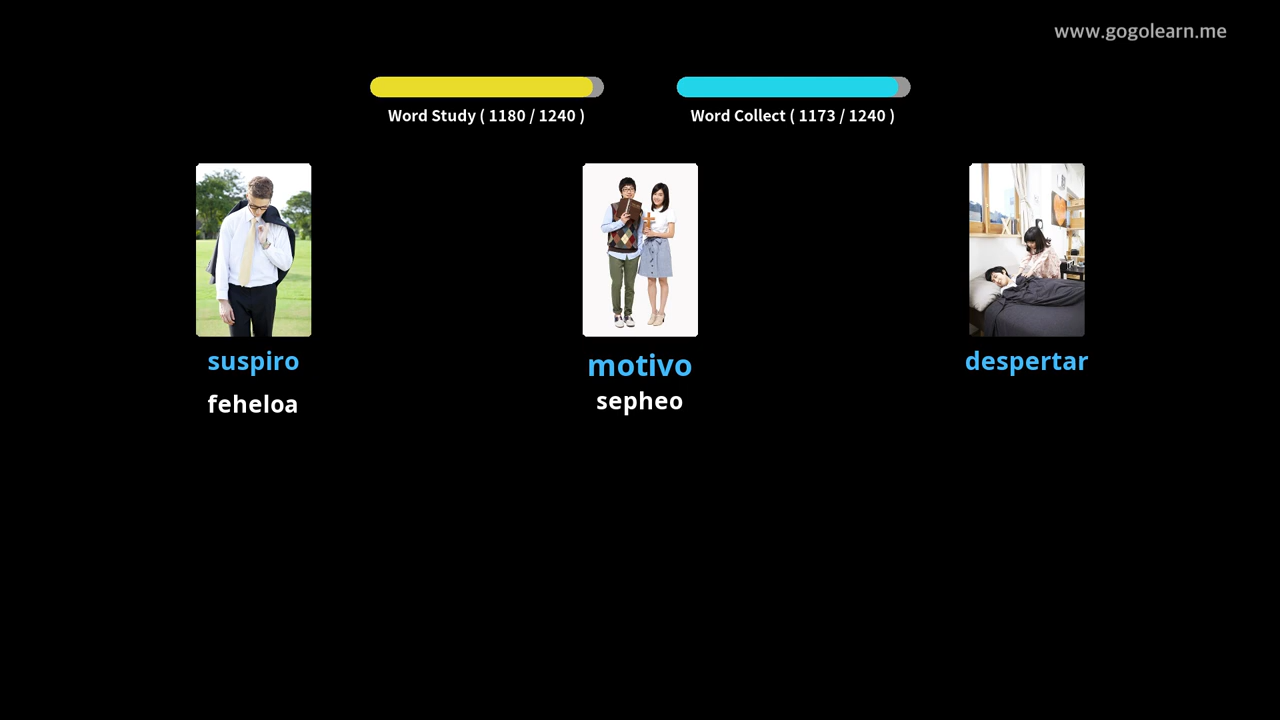 www.gogolearn.me
Word Study ( 1180 / 1240 )
Word Collect ( 1173 / 1240 )
suspiro
motivo
despertar
feheloa
sepheo